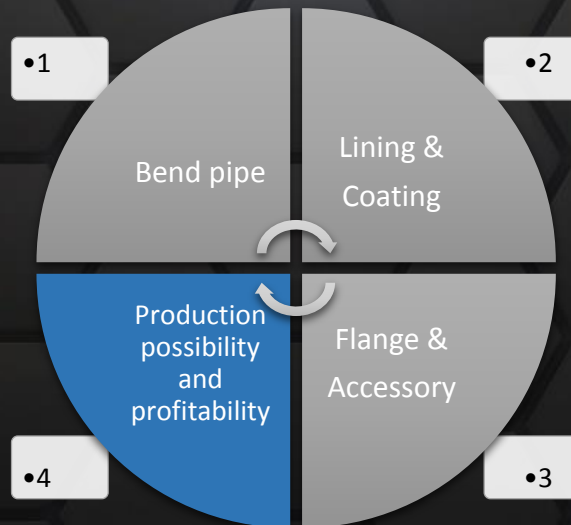 •1
•2
Bend pipe
Lining &
Coating
Production
possibility
and
profitability
Flange &
Accessory
•4
•3